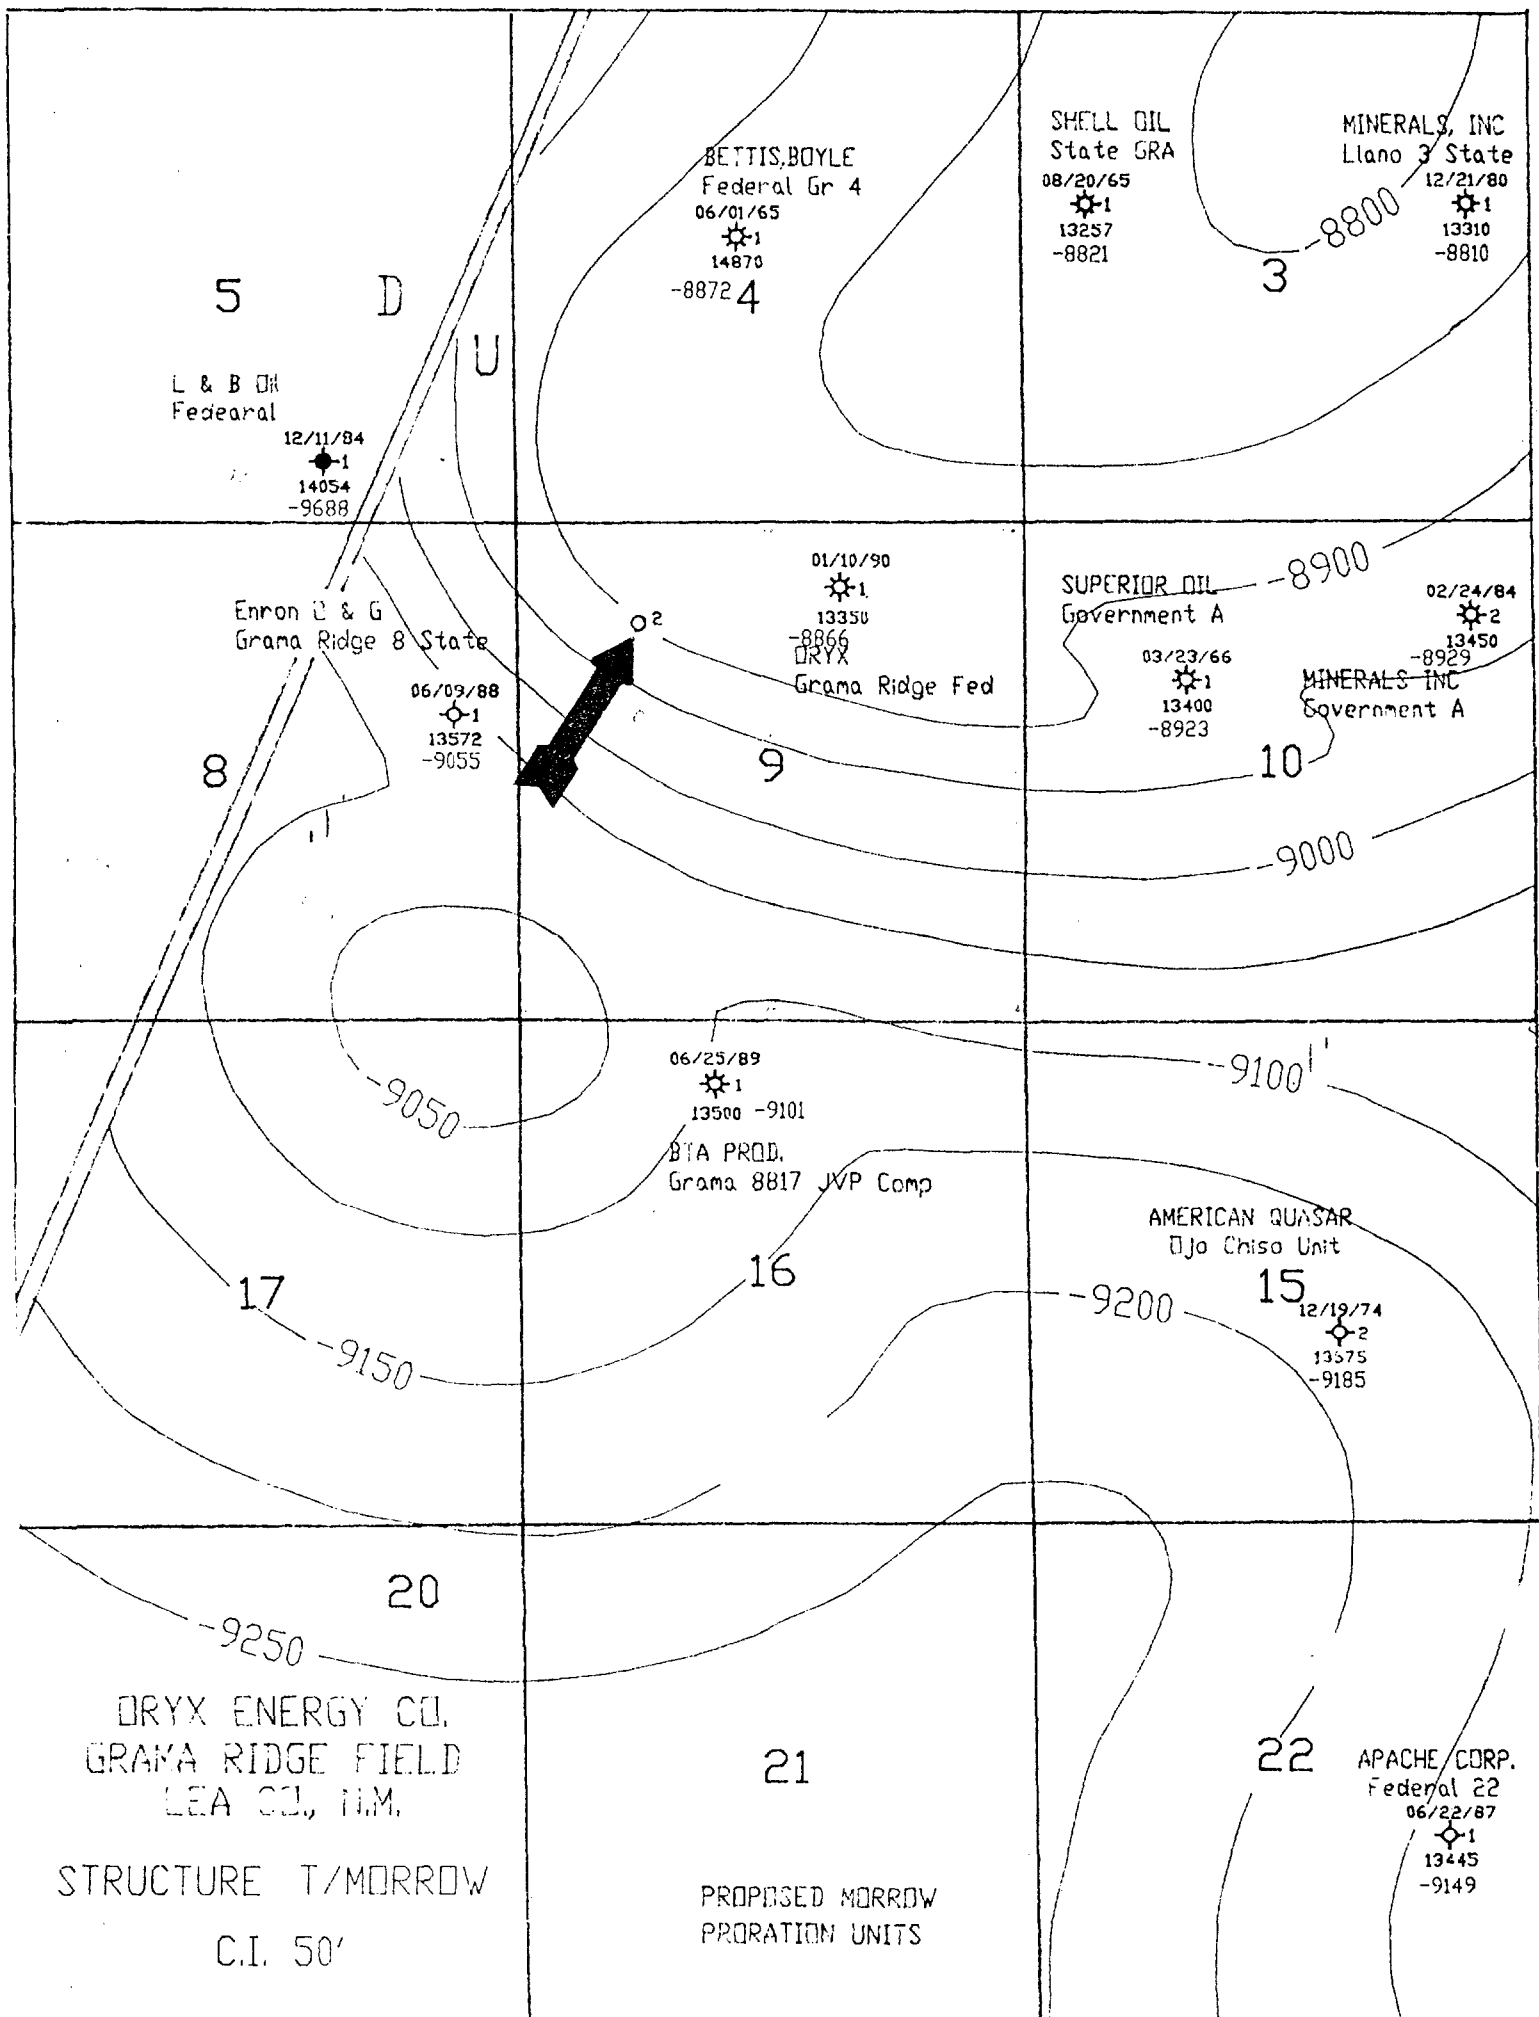 SHELL OIL
State GRA
08/20/65
1
13257
-8821
MINERALS, INC
Llano 3 State
12/21/80
1
13310
-8810
BETTIS,BOYLE
Federal Gr 4
06/01/65
1
14870
-8872
4
-8800
3
5
D
U
L & B Oil
Fedearal
12/11/84
1
14054
-9688
-8900
01/10/90
1
13350
-8866
ORYX
Grama Ridge Fed
2
SUPERIOR OIL
Government A
03/23/66
1
13400
-8923
02/24/84
2
13450
-8929
MINERALS INC
Government A
Enron O & G
Grama Ridge 8 State
06/09/88
1
13572
-9055
8
9
10
-9000
06/25/89
1
13500 -9101
BTA PROD.
Grama 8817 JVP Comp
-9050
-9100
AMERICAN QUASAR
Ojo Chiso Unit
15
12/19/74
2
13575
-9185
17
16
-9200
-9150
20
-9250
ORYX ENERGY CO.
GRAMA RIDGE FIELD
LEA CO., N.M.
STRUCTURE T/MORROW
C.I. 50'
21
PROPOSED MORROW
PRORATION UNITS
22
APACHE CORP.
Federal 22
06/22/87
1
13445
-9149